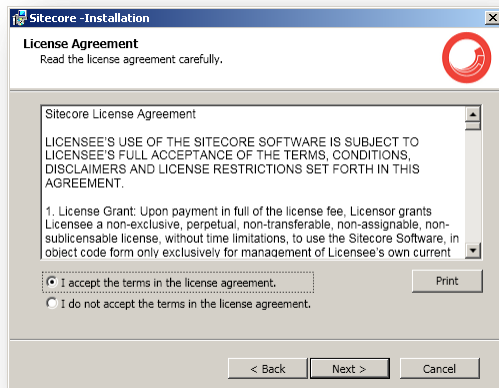 Sitecore -Installation
License Agreement
Read the license agreement carefully.
Sitecore License Agreement
LICENSEE'S USE OF THE SITECORE SOFTWARE IS SUBJECT TO
LICENSEE'S FULL ACCEPTANCE OF THE TERMS, CONDITIONS,
DISCLAIMERS AND LICENSE RESTRICTIONS SET FORTH IN THIS
AGREEMENT.
1. License Grant: Upon payment in full of the license fee, Licensor grants
Licensee a non-exclusive, perpetual, non-transferable, non-assignable, non-
sublicensable license, without time limitations, to use the Sitecore Software, in
object code form only exclusively for management of Licensee's own current
I accept the terms in the license agreement.
Print
I do not accept the terms in the license agreement.
< Back
Next >
Cancel